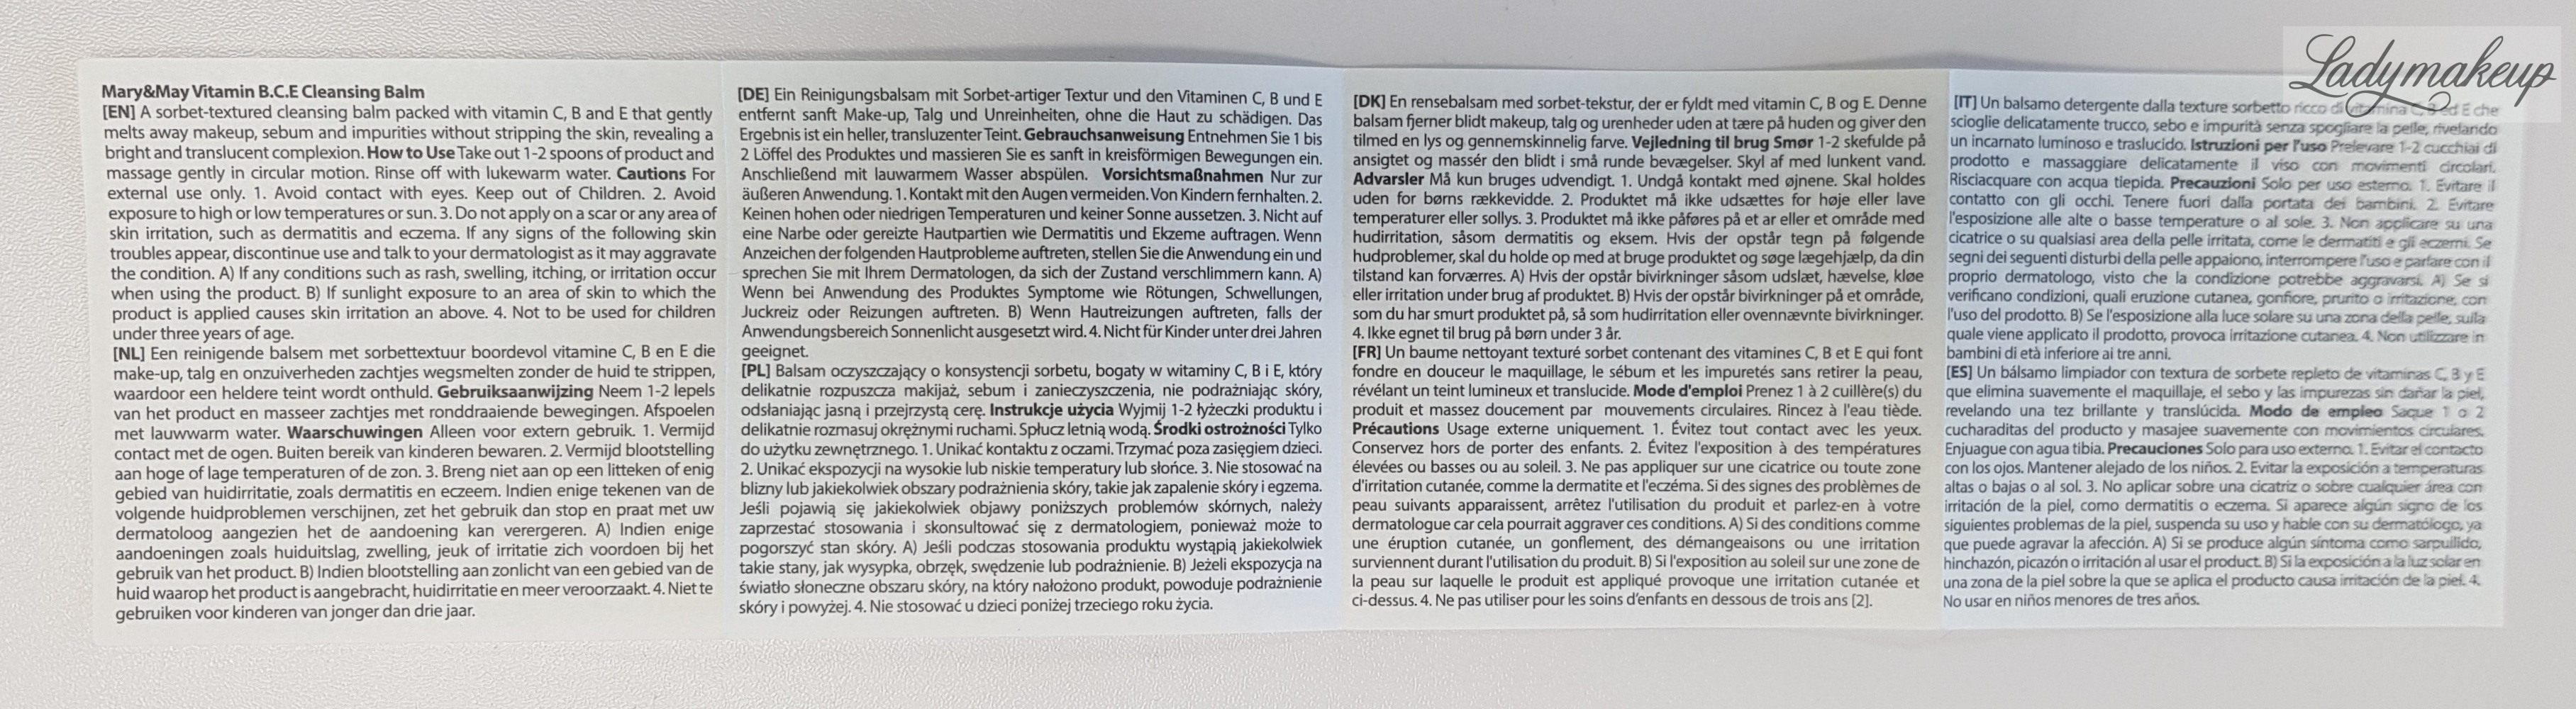 Mary&May Vitamin B.C.E Cleansing Balm
[EN] A sorbet-textured cleansing balm packed with vitamin C, B and E that gently
melts away makeup, sebum and impurities without stripping the skin, revealing a
bright and translucent complexion. How to Use Take out 1-2 spoons of product and
massage gently in circular motion. Rinse off with lukewarm water. Cautions For
external use only. 1. Avoid contact with eyes. Keep out of Children. 2. Avoid
exposure to high or low temperatures or sun. 3. Do not apply on a scar or any area of
skin irritation, such as dermatitis and eczema. If any signs of the following skin
troubles appear, discontinue use and talk to your dermatologist as it may aggravate
the condition. A) If any conditions such as rash, swelling, itching, or irritation occur
when using the product. B) If sunlight exposure to an area of skin to which the
product is applied causes skin irritation an above. 4. Not to be used for children
under three years of age.
[NL] Een reinigende balsem met sorbettextuur boordevol vitamine C, B en E die
make-up, talg en onzuiverheden zachtjes wegsmelten zonder de huid te strippen,
waardoor een heldere teint wordt onthuld. Gebruiksaanwijzing Neem 1-2 lepels
van het product en masseer zachtjes met ronddraaiende bewegingen. Afspoelen
met lauwwarm water. Waarschuwingen Alleen voor extern gebruik. 1. Vermijd
contact met de ogen. Buiten bereik van kinderen bewaren. 2. Vermijd blootstelling
aan hoge of lage temperaturen of de zon. 3. Breng niet aan op een litteken of enig
gebied van huidirritatie, zoals dermatitis en eczeem. Indien enige tekenen van de
volgende huidproblemen verschijnen, zet het gebruik dan stop en praat met uw
dermatoloog aangezien het de aandoening kan verergeren. A) Indien enige
aandoeningen zoals huiduitslag, zwelling, jeuk of irritatie zich voordoen bij het
gebruik van het product. B) Indien blootstelling aan zonlicht van een gebied van de
huid waarop het product is aangebracht, huidirritatie en meer veroorzaakt. 4. Niet te
gebruiken voor kinderen van jonger dan drie jaar.
[DE] Ein Reinigungsbalsam mit Sorbet-artiger Textur und den Vitaminen C, B und E
entfernt sanft Make-up, Talg und Unreinheiten, ohne die Haut zu schädigen. Das
Ergebnis ist ein heller, transluzenter Teint. Gebrauchsanweisung Entnehmen Sie 1 bis
2 Löffel des Produktes und massieren Sie es sanft in kreisförmigen Bewegungen ein.
Anschließend mit lauwarmem Wasser abspülen. Vorsichtsmaßnahmen Nur zur
äußeren Anwendung. 1. Kontakt mit den Augen vermeiden. Von Kindern fernhalten. 2.
Keinen hohen oder niedrigen Temperaturen und keiner Sonne aussetzen. 3. Nicht auf
eine Narbe oder gereizte Hautpartien wie Dermatitis und Ekzeme auftragen. Wenn
Anzeichen der folgenden Hautprobleme auftreten, stellen Sie die Anwendung ein und
sprechen Sie mit Ihrem Dermatologen, da sich der Zustand verschlimmern kann. A)
Wenn bei Anwendung des Produktes Symptome wie Rötungen, Schwellungen,
Juckreiz oder Reizungen auftreten. B) Wenn Hautreizungen auftreten, falls der
Anwendungsbereich Sonnenlicht ausgesetzt wird. 4. Nicht für Kinder unter drei Jahren
geeignet.
[PL] Balsam oczyszczający o konsystencji sorbetu, bogaty w witaminy C, B i E, który
delikatnie rozpuszcza makijaż, sebum i zanieczyszczenia, nie podrażniając skóry,
odsłaniając jasną i przejrzystą cerę. Instrukcje użycia Wyjmij 1-2 łyżeczki produktu i
delikatnie rozmasuj okrężnymi ruchami. Spłucz letnią wodą. Środki ostrożności Tylko
do użytku zewnętrznego. 1. Unikać kontaktu z oczami. Trzymać poza zasięgiem dzieci.
2. Unikać ekspozycji na wysokie lub niskie temperatury lub słońce. 3. Nie stosować na
blizny lub jakiekolwiek obszary podrażnienia skóry, takie jak zapalenie skóry i egzema.
Jeśli pojawią się jakiekolwiek objawy poniższych problemów skórnych, należy
zaprzestać stosowania i skonsultować się z dermatologiem, ponieważ może to
pogorszyć stan skóry. A) Jeśli podczas stosowania produktu wystąpią jakiekolwiek
takie stany, jak wysypka, obrzęk, swędzenie lub podrażnienie. B) Jeżeli ekspozycja na
światło słoneczne obszaru skóry, na który nałożono produkt, powoduje podrażnienie
skóry i powyżej. 4. Nie stosować u dzieci poniżej trzeciego roku życia.
[DK] En rensebalsam med sorbet-tekstur, der er fyldt med vitamin C, B og E. Denne
balsam fjerner blidt makeup, talg og urenheder uden at tære på huden og giver den
tilmed en lys og gennemskinnelig farve. Vejledning til brug Smør 1-2 skefulde på
ansigtet og massér den blidt i små runde bevægelser. Skyl af med lunkent vand.
Advarsler Må kun bruges udvendigt. 1. Undgå kontakt med øjnene. Skal holdes
uden for børns rækkevidde. 2. Produktet må ikke udsættes for høje eller lave
temperaturer eller sollys. 3. Produktet må ikke påføres på et ar eller et område med
hudirritation, såsom dermatitis og eksem. Hvis der opstår tegn på følgende
hudproblemer, skal du holde op med at bruge produktet og søge lægehjælp, da din
tilstand kan forværres. A) Hvis der opstår bivirkninger såsom udslæt, hævelse, kløe
eller irritation under brug af produktet. B) Hvis der opstår bivirkninger på et område,
som du har smurt produktet på, så som hudirritation eller ovennævnte bivirkninger.
4. Ikke egnet til brug på børn under 3 år.
[FR] Un baume nettoyant texturé sorbet contenant des vitamines C, B et E qui font
fondre en douceur le maquillage, le sébum et les impuretés sans retirer la peau,
révélant un teint lumineux et translucide. Mode d'emploi Prenez 1 à 2 cuillère(s) du
produit et massez doucement par mouvements circulaires. Rincez à l'eau tiède.
Précautions Usage externe uniquement. 1. Évitez tout contact avec les yeux.
Conservez hors de porter des enfants. 2. Évitez l'exposition à des températures
élevées ou basses ou au soleil. 3. Ne pas appliquer sur une cicatrice ou toute zone
d'irritation cutanée, comme la dermatite et l'eczéma. Si des signes des problèmes de
peau suivants apparaissent, arrêtez l'utilisation du produit et parlez-en à votre
dermatologue car cela pourrait aggraver ces conditions. A) Si des conditions comme
une éruption cutanée, un gonflement, des démangeaisons ou une irritation
surviennent durant l'utilisation du produit. B) Si l'exposition au soleil sur une zone de
la peau sur laquelle le produit est appliqué provoque une irritation cutanée et
ci-dessus. 4. Ne pas utiliser pour les soins d'enfants en dessous de trois ans [2].
[IT] Un balsamo detergente dalla texture sorbetto ricco di vitamina C, B ed E che
scioglie delicatamente trucco, sebo e impurità senza spogliare la pelle, rivelando
un incarnato luminoso e traslucido. Istruzioni per l'uso Prelevare 1-2 cucchiai di
prodotto e massaggiare delicatamente il viso con movimenti circolari.
Risciacquare con acqua tiepida. Precauzioni Solo per uso esterno. 1. Evitare il
contatto con gli occhi. Tenere fuori dalla portata dei bambini. 2. Evitare
l'esposizione alle alte o basse temperature o al sole. 3. Non applicare su una
cicatrice o su qualsiasi area della pelle irritata, come le dermatiti e gli eczemi. Se
segni dei seguenti disturbi della pelle appaiono, interrompere l'uso e parlare con il
proprio dermatologo, visto che la condizione potrebbe aggravarsi. A) Se si
verificano condizioni, quali eruzione cutanea, gonfiore, prurito o irritazione, con
l'uso del prodotto. B) Se l'esposizione alla luce solare su una zona della pelle, sulla
quale viene applicato il prodotto, provoca irritazione cutanea. 4. Non utilizzare in
bambini di età inferiore ai tre anni.
[ES] Un bálsamo limpiador con textura de sorbete repleto de vitaminas C, B y E
que elimina suavemente el maquillaje, el sebo y las impurezas sin dañar la piel,
revelando una tez brillante y translúcida. Modo de empleo Saque 1 o 2
cucharaditas del producto y masajee suavemente con movimientos circulares.
Enjuague con agua tibia. Precauciones Solo para uso externo. 1. Evitar el contacto
con los ojos. Mantener alejado de los niños. 2. Evitar la exposición a temperaturas
altas o bajas o al sol. 3. No aplicar sobre una cicatriz o sobre cualquier área con
irritación de la piel, como dermatitis o eczema. Si aparece algún signo de los
siguientes problemas de la piel, suspenda su uso y hable con su dermatólogo, ya
que puede agravar la afección. A) Si se produce algún síntoma como sarpullido,
hinchazón, picazón o irritación al usar el product. B) Si la exposición a la luz solar en
una zona de la piel sobre la que se aplica el producto causa irritación de la piel. 4.
No usar en niños menores de tres años.
Ladymakeup